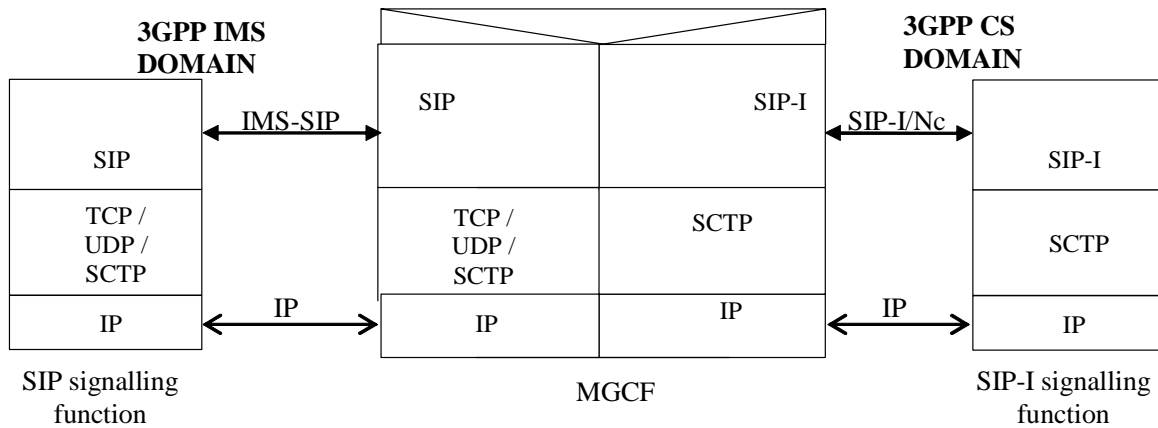 3GPP IMS
DOMAIN
3GPP CS
DOMAIN
SIP
SIP-I
IMS-SIP
SIP-I/Nc
SIP
SIP-I
TCP /
UDP /
SCTP
TCP /
UDP /
SCTP
SCTP
SCTP
IP
IP
IP
IP
IP
IP
SIP signalling
function
MGCF
SIP-I signalling
function